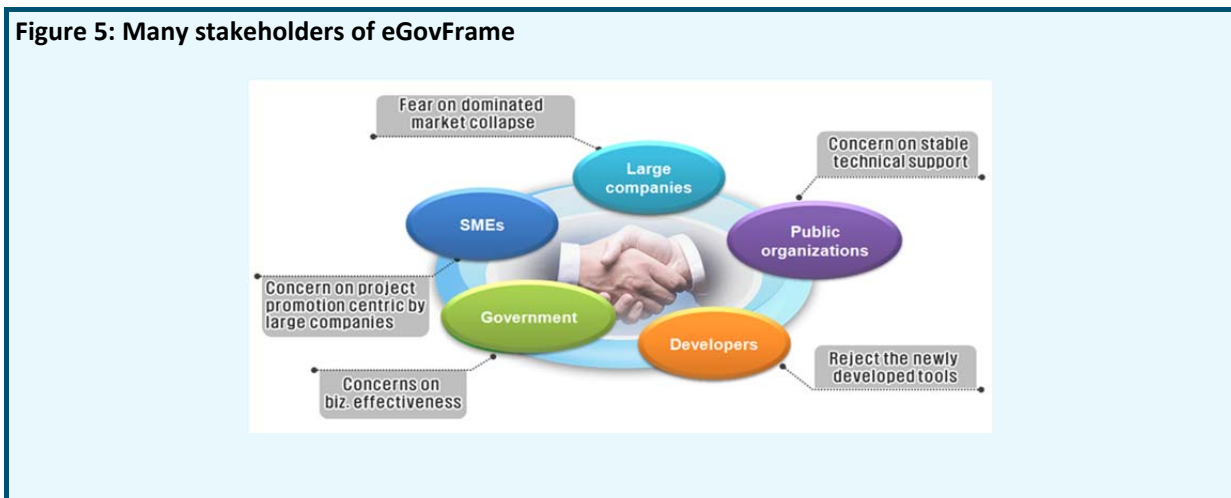 Figure 5: Many stakeholders of eGovFrame
Fear on dominated
market collapse
Large
companies
Concern on stable
technical support
SMEs
Public
organizations
Concern on project
promotion centric by
large companies
Government
Developers
Concerns on
biz. effectiveness
Reject the newly
developed tools